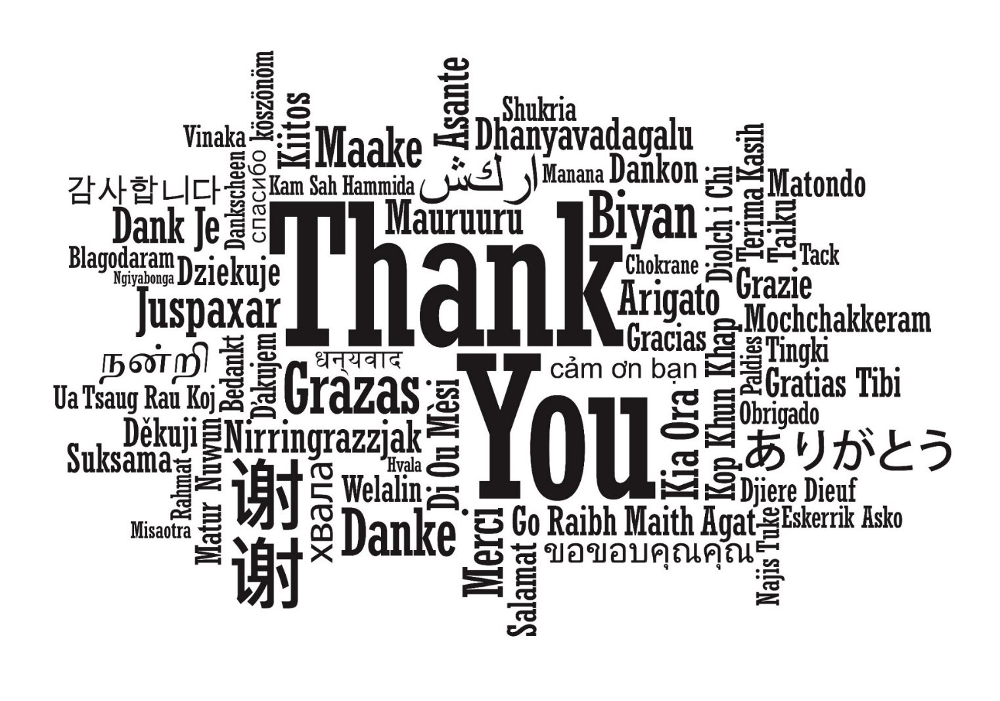 köszönöm
Kiitos
Asante
Shukria
Vinaka
Maake
Dhanyavadagalu
Terima Kasih
Dankscheen
спасибо
Kam Sah Hammida
اركش
Manana
Dankon
Diolch i Chi
Matondo
감사합니다
Dank Je
Mauruuru
Biyan
Taiku
Tack
Blagodaram
Ngiyabonga
Dziekuje
Thank
Chokrane
Arigato
Grazie
Juspaxar
Gracias
Mochchakkeram
நன்றி
Bedankt
D'akujem
धन्यवाद
Grazas
You
cảm ơn bạn
Kop Khun Khap
Paldies
Tingki
Gratias Tibi
Ua Tsaug Rau Koj
Obrigado
Děkuji
Nirringrazzjak
Di Ou Mèsi
Kia Ora
ありがとう
Suksama
Rahmat
Matur Nuwun
谢谢
хвала
Hvala
Welalin
Djiere Dieuf
Misaotra
Danke
Merci
Go Raibh Maith Agat
Najis Tuke
Eskerrik Asko
Salamat
ขอขอบคุณคุณ